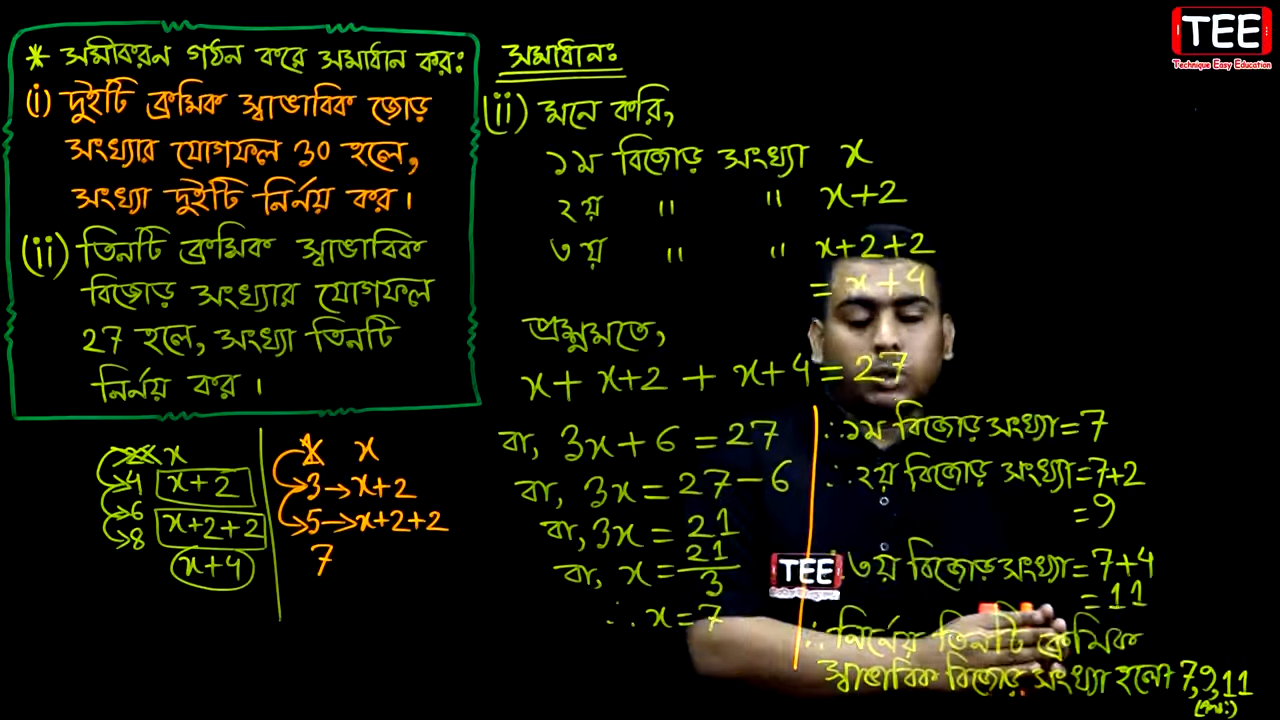 * সমীকরণ গঠন করে সমাধান কর:
(i) দুইটি ক্রমিক স্বাভাবিক জোড়
সংখ্যার যোগফল 30 হলে,
সংখ্যা দুইটি নির্নয় কর।
(ii) তিনটি ক্রমিক স্বাভাবিক
বিজোড় সংখ্যার যোগফল
27 হলে, সংখ্যা তিনটি
নির্নয় কর।
x
4 x+2
6
8 x+2+2
x+4
x
3→x+2
5→x+2+2
7
সমাধানঃ
(ii) মনে করি,
১ম বিজোড় সংখ্যা x
২য় " " x+2
৩য় " " x+2+2
= x+4
প্রশ্নমতে,
x+ x+2 + x+4=27
বা, 3x+6=27
বা, 3x=27-6
বা, 3x=21
বা, x=21/3
∴ x=7
∴১ম বিজোড় সংখ্যা=7
∴২য় বিজোড় সংখ্যা=7+2
=9
৩য় বিজোড় সংখ্যা=7+4
=11
∴নির্নেয় তিনটি ক্রমিক
স্বাভাবিক বিজোড় সংখ্যা হলো→ 7,9,11
TEE
Technique Easy Education
TEE